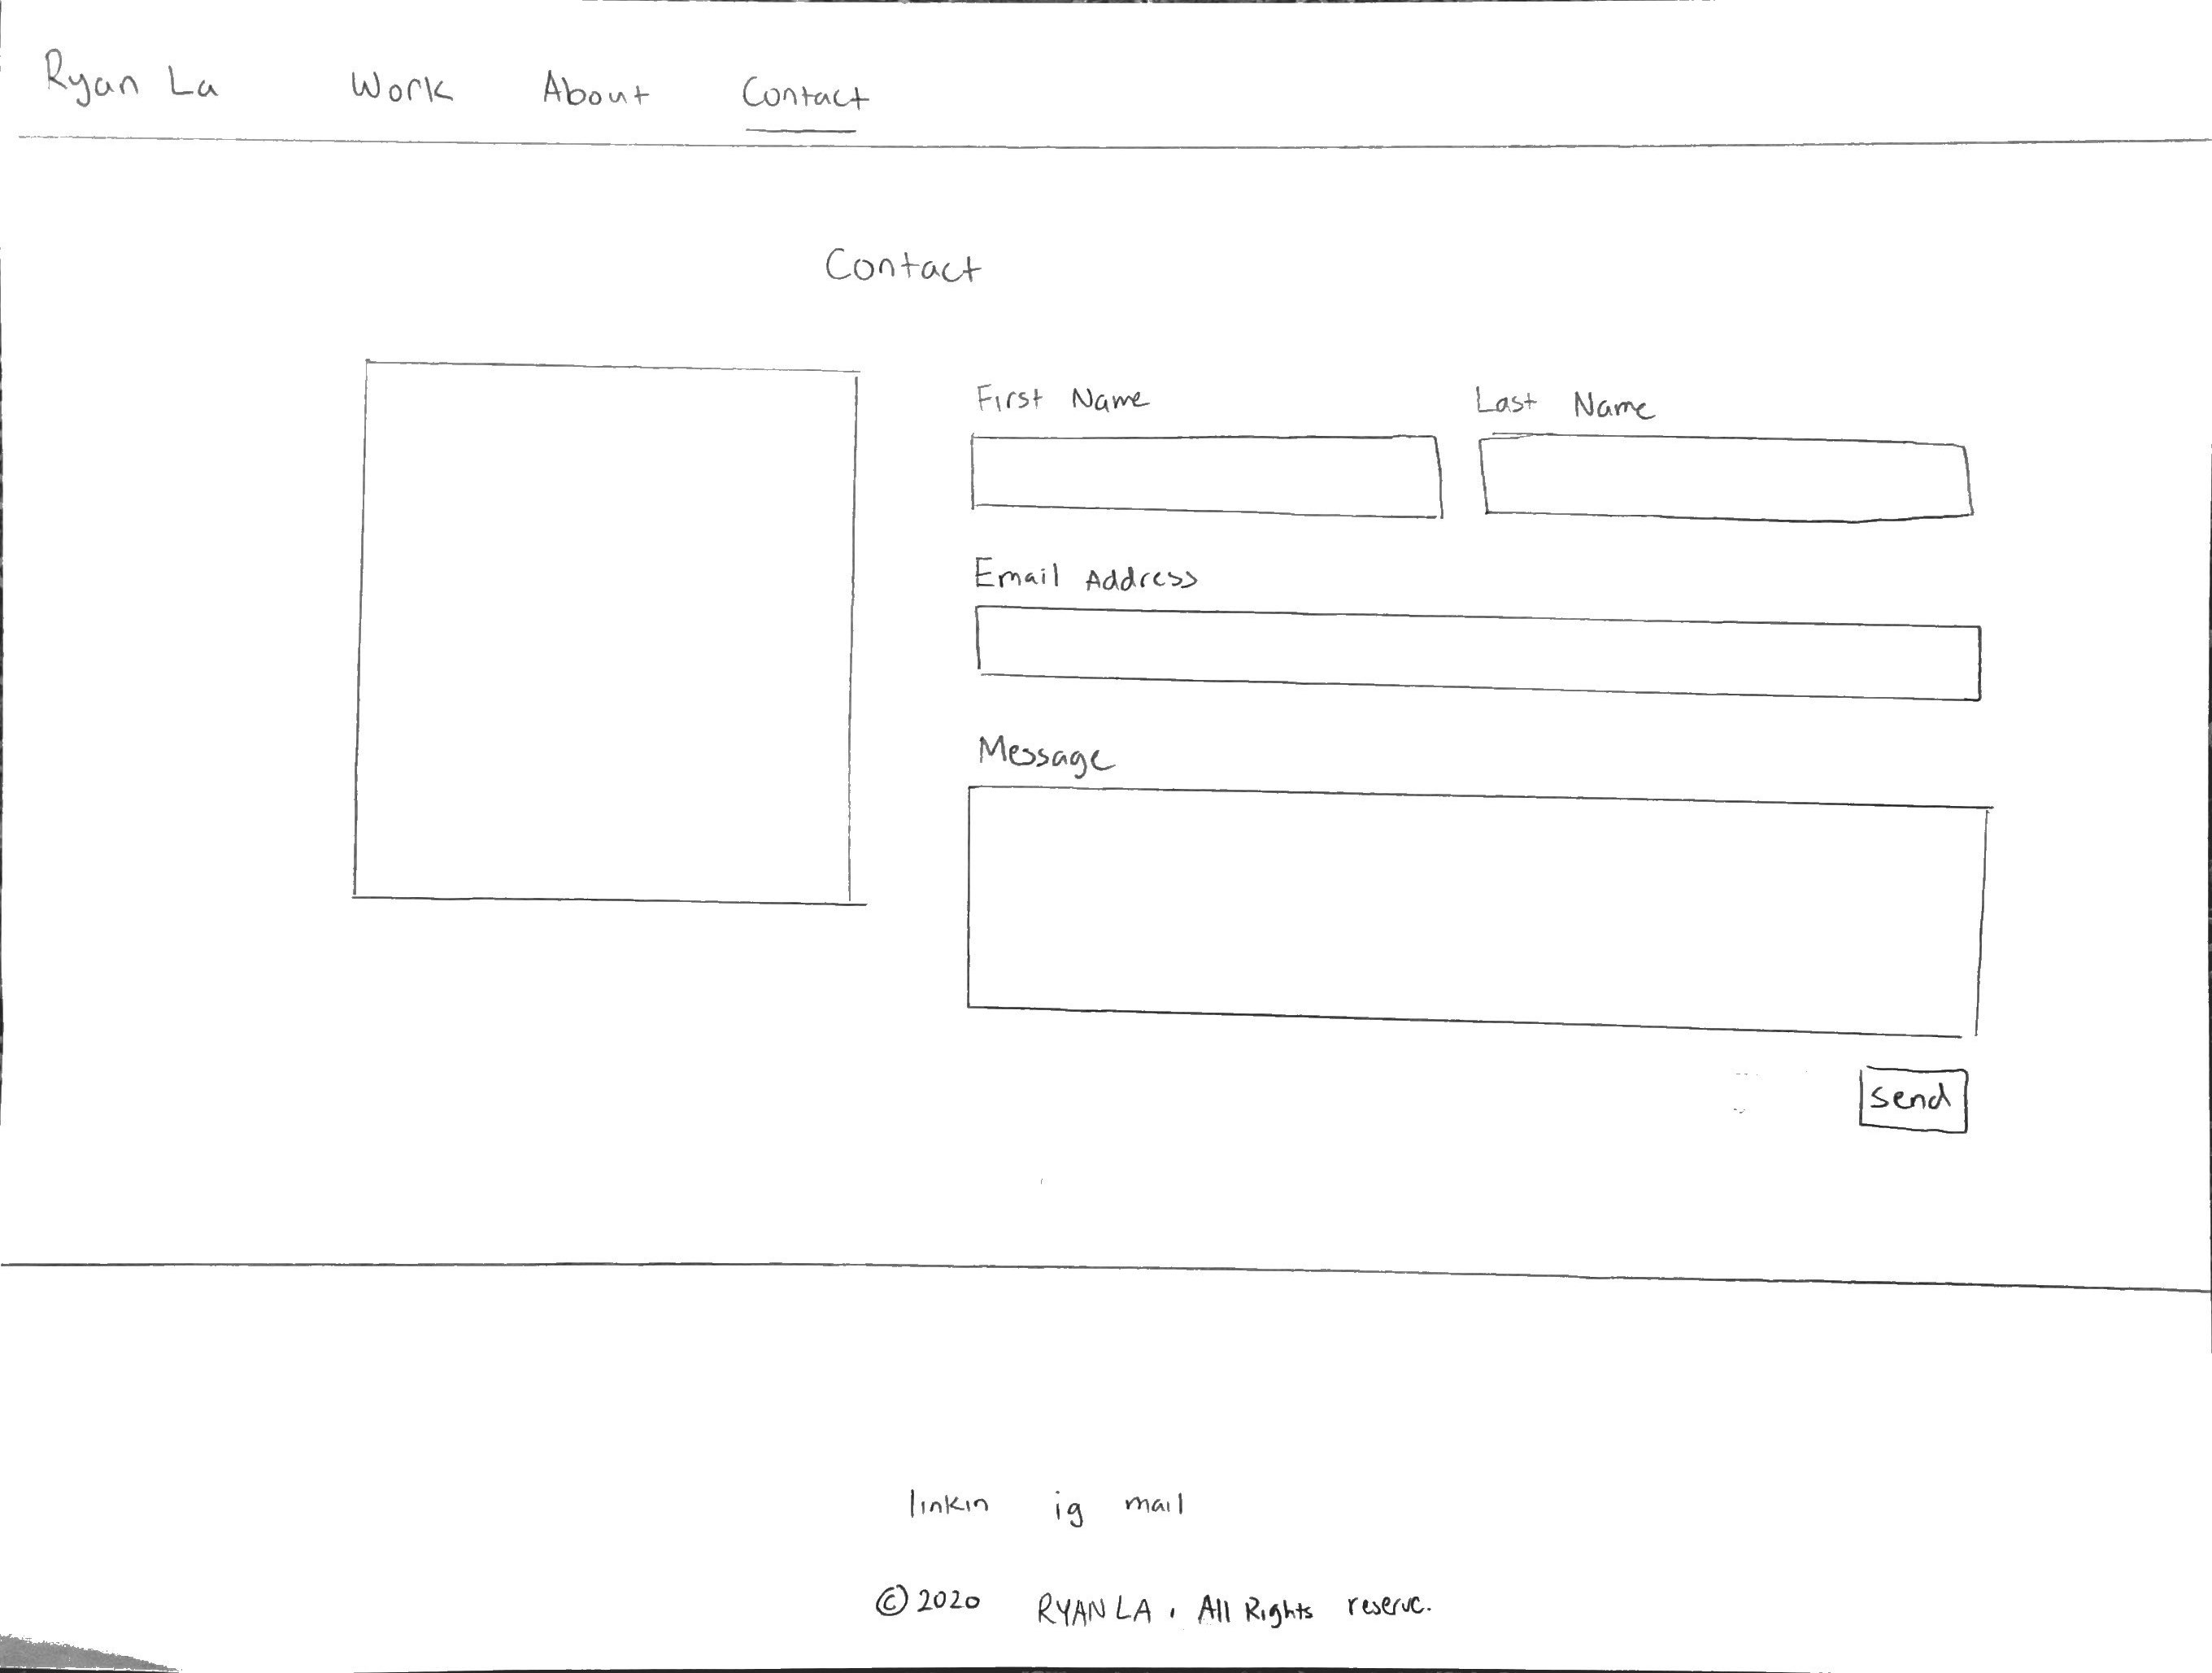 Ryan La Work About Contact
Contact
First Name Last Name
Email Address
Message
send
linkin ig mail
© 2020 RYAN LA . All Rights reserve.